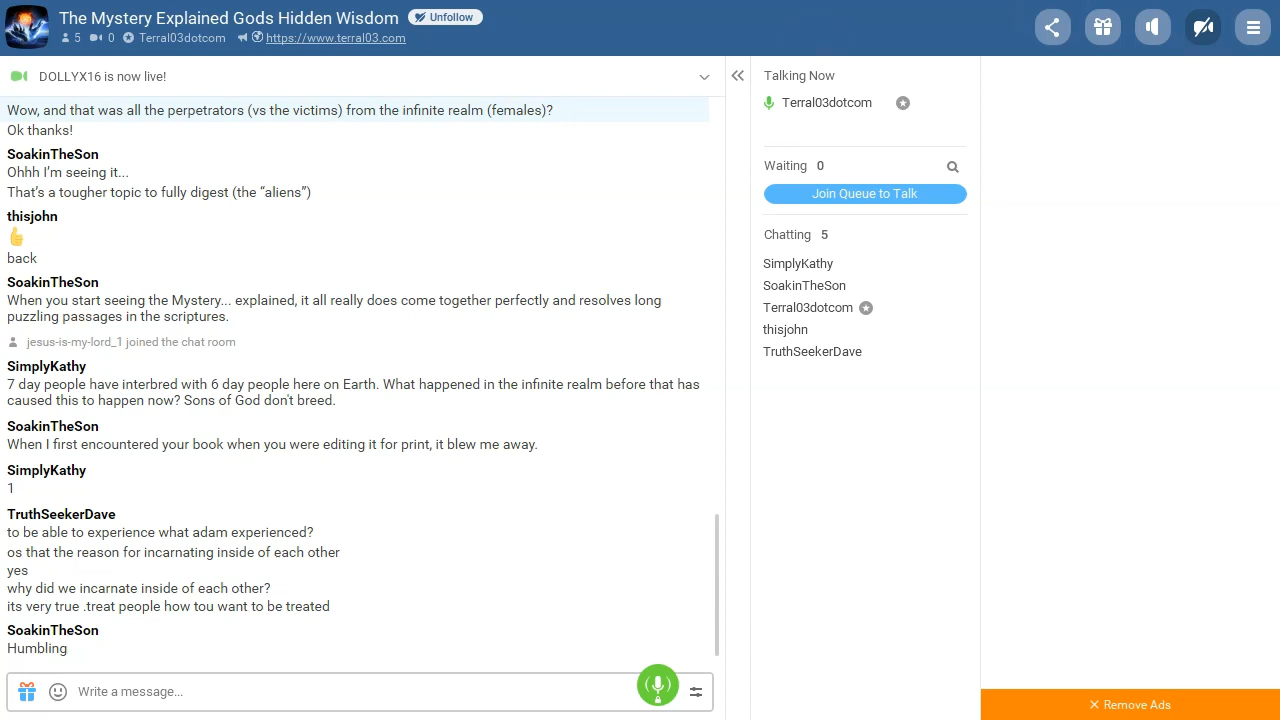 The Mystery Explained Gods Hidden Wisdom
Unfollow
5 0 Terral03dotcom https://www.terral03.com
DOLLYX16 is now live!
Wow, and that was all the perpetrators (vs the victims) from the infinite realm (females)?
Ok thanks!
SoakinTheSon
Ohhh I’m seeing it...
That’s a tougher topic to fully digest (the “aliens”)
thisjohn
back
SoakinTheSon
When you start seeing the Mystery... explained, it all really does come together perfectly and resolves long
puzzling passages in the scriptures.
jesus-is-my-lord_1 joined the chat room
SimplyKathy
7 day people have interbred with 6 day people here on Earth. What happened in the infinite realm before that has
caused this to happen now? Sons of God don't breed.
SoakinTheSon
When I first encountered your book when you were editing it for print, it blew me away.
SimplyKathy
1
TruthSeekerDave
to be able to experience what adam experienced?
os that the reason for incarnating inside of each other
yes
why did we incarnate inside of each other?
its very true .treat people how tou want to be treated
SoakinTheSon
Humbling
Write a message...
Talking Now
Terral03dotcom
Waiting 0
Join Queue to Talk
Chatting 5
SimplyKathy
SoakinTheSon
Terral03dotcom
thisjohn
TruthSeekerDave
Remove Ads